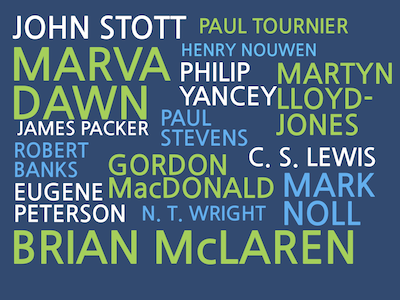 JOHN STOTT
PAUL TOURNIER
HENRY NOUWEN
MARVA
DAWN
PHILIP
YANCEY
MARTYN
LLOYD-
JONES
JAMES PACKER
PAUL
STEVENS
ROBERT
BANKS
GORDON
MacDONALD
C. S. LEWIS
EUGENE
PETERSON
N. T. WRIGHT
MARK
NOLL
BRIAN McLAREN